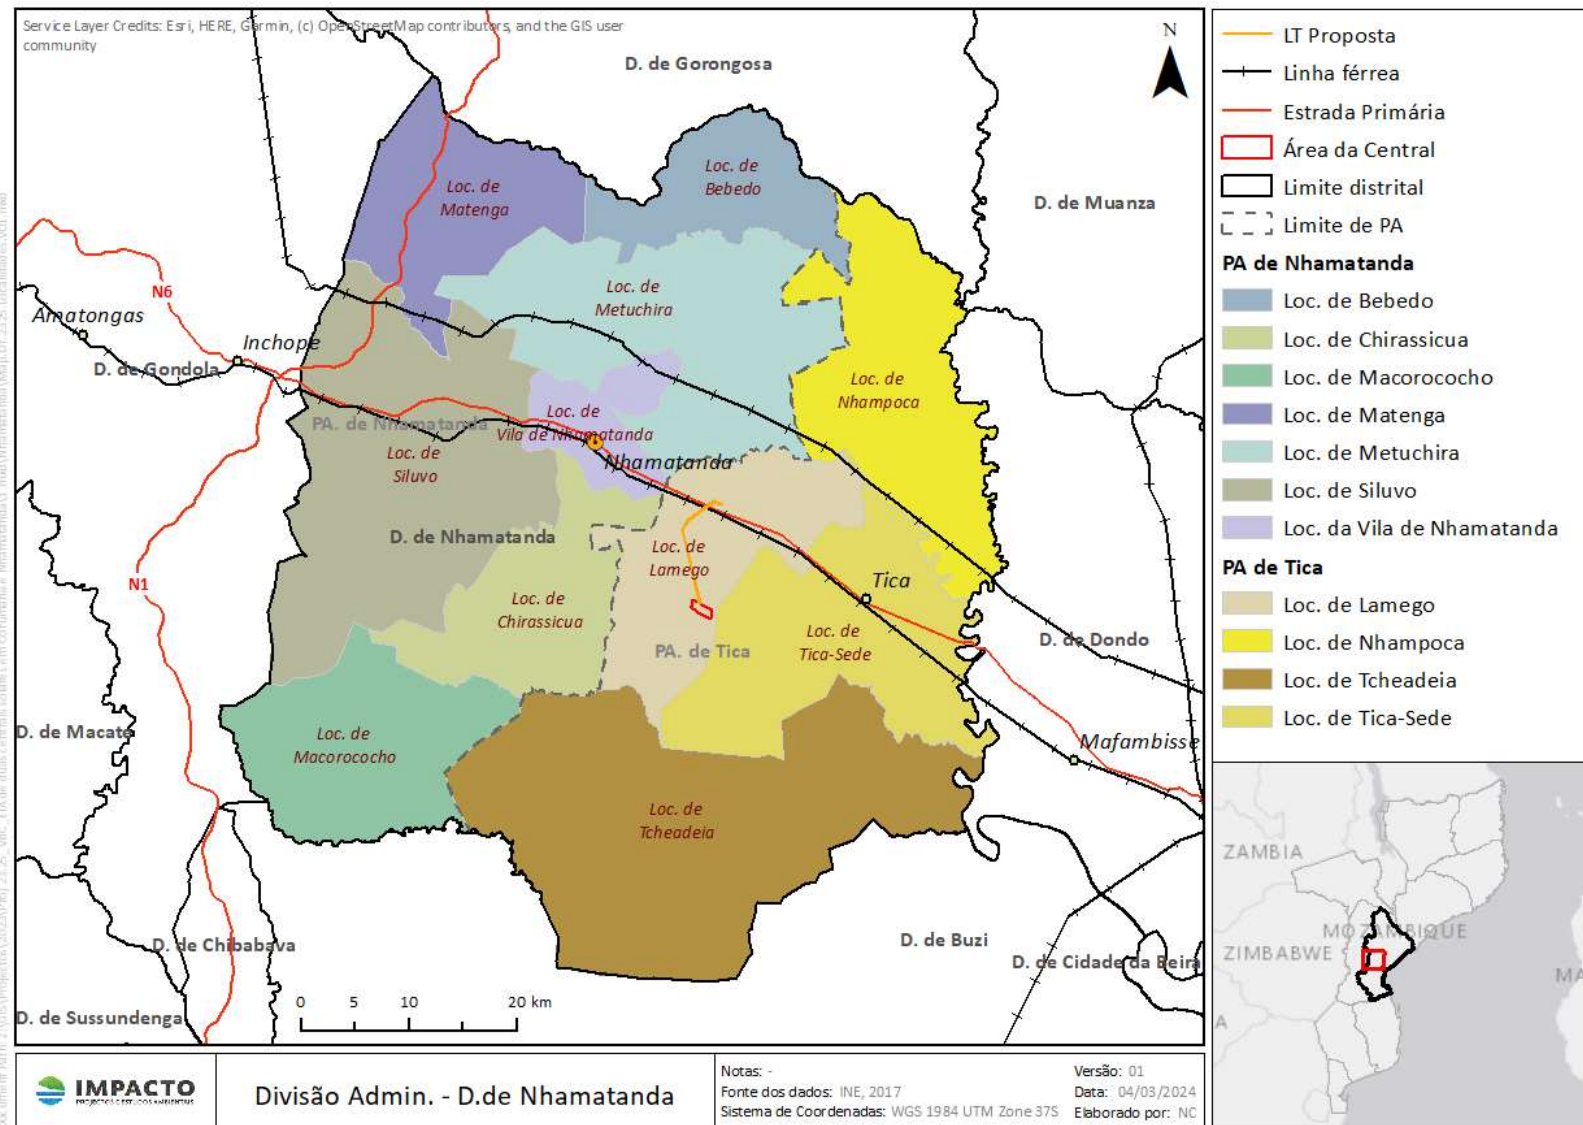 Service Layer Credits: Esri, HERE, Garmin, (c) OpenStreetMap contributors, and the GIS user
community
N
D. de Gorongosa
Loc. de
Bebedo
Loc. de
Matenga
D. de Muanza
N6
Loc. de
Metuchira
Amatongas
Inchope
D. de Gondola
Loc. de
Nhampoca
Loc. de
Vila de Nhamatanda
PA. de Nhamatanda
Loc. de
Siluvo
Nhamatanda
D. de Nhamatanda
Loc. de
Lamego
N1
Tica
Loc. de
Chirassicua
Loc. de
Tica-Sede
D. de Dondo
PA. de Tica
D. de Macate
Loc. de
Macorococho
Mafambisse
Loc. de
Tcheadeia
D. de Chibabava
D. de Buzi
D. de Cidade da Beira
D. de Sussundenga
0 5 10 20 km
LT Proposta
Linha férrea
Estrada Primária
Área da Central
Limite distrital
Limite de PA
PA de Nhamatanda
Loc. de Bebedo
Loc. de Chirassicua
Loc. de Macorococho
Loc. de Matenga
Loc. de Metuchira
Loc. de Siluvo
Loc. da Vila de Nhamatanda
PA de Tica
Loc. de Lamego
Loc. de Nhampoca
Loc. de Tcheadeia
Loc. de Tica-Sede
ZAMBIA
MOZAMBIQUE
ZIMBABWE
MA
A
IMPACTO
PROJECTOS E ESTUDOS AMBIENTAIS
Divisão Admin. - D.de Nhamatanda
Notas: -
Fonte dos dados: INE, 2017
Sistema de Coordenadas: WGS 1984 UTM Zone 37S
Versão: 01
Data: 04/03/2024
Elaborado por: NC